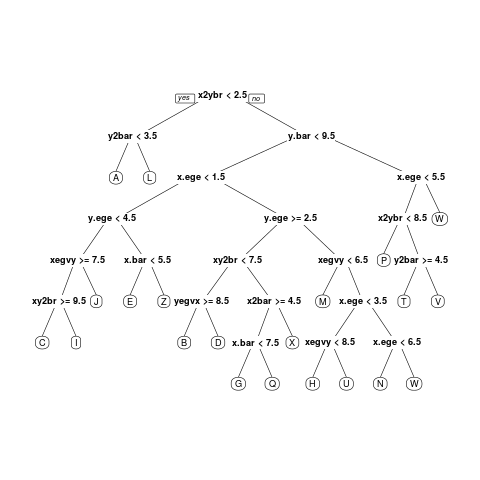 yes x2ybr < 2.5 no
y2bar < 3.5 y.bar < 9.5
A L x.ege < 1.5 x.ege < 5.5
y.ege < 4.5 y.ege >= 2.5 x2ybr < 8.5 W
xegvy >= 7.5 x.bar < 5.5 xy2br < 7.5 xegvy < 6.5 P y2bar >= 4.5
xy2br >= 9.5 J E Z yegvx >= 8.5 x2bar >= 4.5 M x.ege < 3.5 T V
C I B D x.bar < 7.5 X xegvy < 8.5 x.ege < 6.5
G Q H U N W